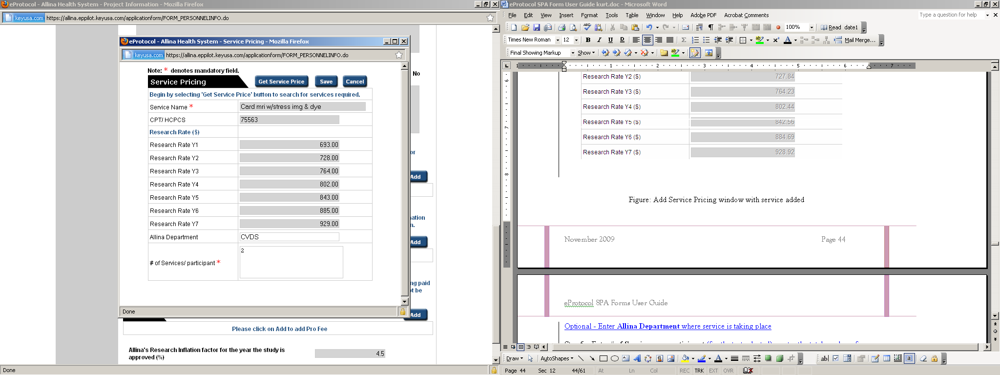 eProtocol - Allina Health System - Project Information - Mozilla Firefox
keyusa.com https://allina.eppilot.keyusa.com/applicationform/FORM_PERSONNELINFO.do
eProtocol - Allina Health System - Service Pricing - Mozilla Firefox
keyusa.com https://allina.eppilot.keyusa.com/applicationform/FORM_PERSONNELINFO.do
Note: * denotes mandatory field.
Service Pricing Get Service Price Save Cancel
Begin by selecting 'Get Service Price' button to search for services required.
Service Name * Card mri w/stress img & dye
CPT/ HCPCS 75563
Research Rate ($)
Research Rate Y1 693.00
Research Rate Y2 728.00
Research Rate Y3 764.00
Research Rate Y4 802.00
Research Rate Y5 843.00
Research Rate Y6 885.00
Research Rate Y7 929.00
Allina Department CVDS
# of Services/ participant * 2
Done
No
or
Add
ation
n.
Add
ng paid
t be
Add
Please click on Add to add Pro Fee
Allina's Research Inflation factor for the year the study is
approved (%) 4.5
Done
eProtocol SPA Form User Guide kurt.doc - Microsoft Word
File Edit View Insert Format Tools Table Window Help Adobe PDF Acrobat Comments Type a question for help
100% Read date1
Times New Roman 12 B I U D Mail Merge...
Final Showing Markup Show
1 1 2 3 4 5 6 7
6
7
8
Research Rate Y2 ($) 727.84
Research Rate Y3 ($) 764.23
Research Rate Y4 ($) 802.44
Research Rate Y5 ($) 842.56
Research Rate Y6 ($) 884.69
Research Rate Y7 ($) 928.92
Figure: Add Service Pricing window with service added
November 2009 Page 44
eProtocol SPA Forms User Guide
Optional - Enter Allina Department where service is taking place
Draw AutoShapes
Page 44 Sec 12 44/61 At Ln Col REC TRK EXT OVR